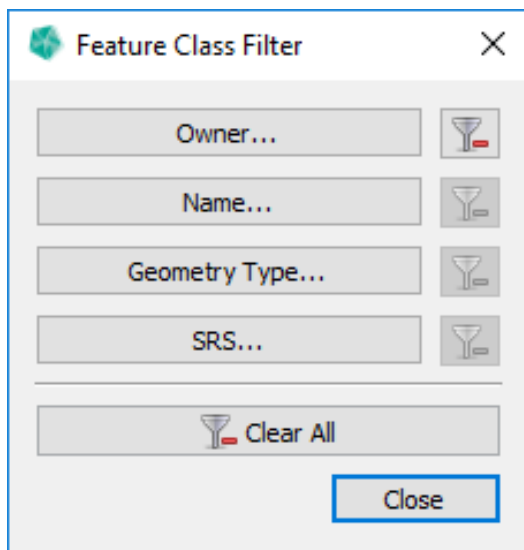 Feature Class Filter
Owner...
Name...
Geometry Type...
SRS...
Clear All
Close